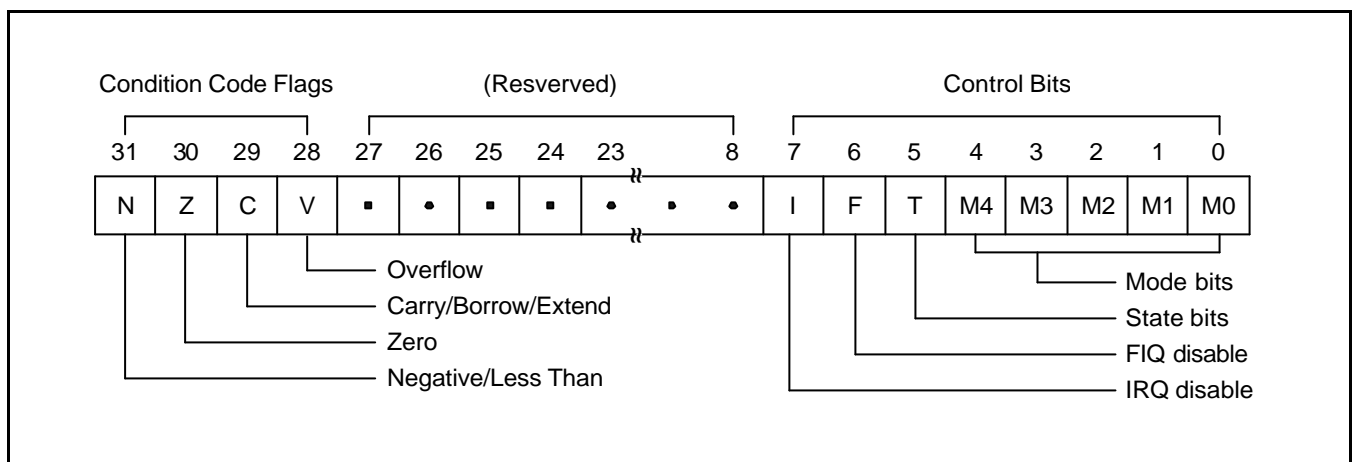 Condition Code Flags (Resverved) Control Bits
31 30 29 28 27 26 25 24 23 8 7 6 5 4 3 2 1 0
N Z C V I F T M4 M3 M2 M1 M0
Overflow
Mode bits
Carry/Borrow/Extend
State bits
Zero
FIQ disable
Negative/Less Than
IRQ disable